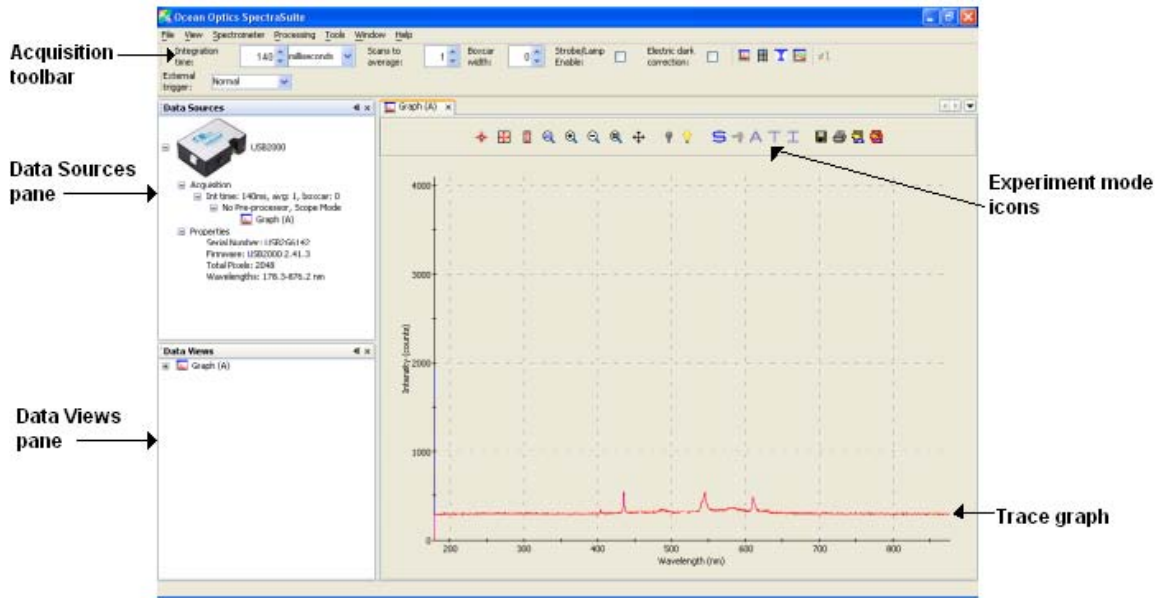 Ocean Optics SpectraSuite
File View Spectrometer Processing Tools Window Help
Acquisition toolbar
Integration time: 140 milliseconds Scans to average: 1 Boxcar width: 0 Strobe/Lamp Enable: Electric dark correction:
External trigger: Normal
Data Sources
Graph (A)
USB2000
S A T I
Data Sources pane
Acquisition
Int time: 140ms, avg: 1, boxcar: 0
No Pre-processor, Scope Mode
Graph (A)
Properties
Serial Number: USB2G6142
Firmware: USB2000 2.41.3
Total Pixels: 2048
Wavelengths: 178.3-876.2 nm
Experiment mode icons
Data Views
Graph (A)
Data Views pane
Intensity (counts)
4000
3000
2000
1000
0
200 300 400 500 600 700 800
Wavelength (nm)
Trace graph